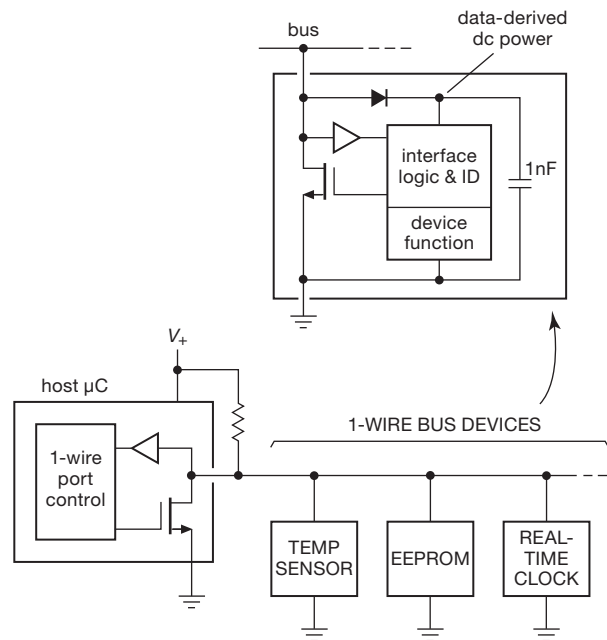 data-derived
dc power
bus
interface
logic & ID
1nF
device
function
V+
host µC
1-WIRE BUS DEVICES
1-wire
port
control
TEMP
SENSOR
EEPROM
REAL-
TIME
CLOCK